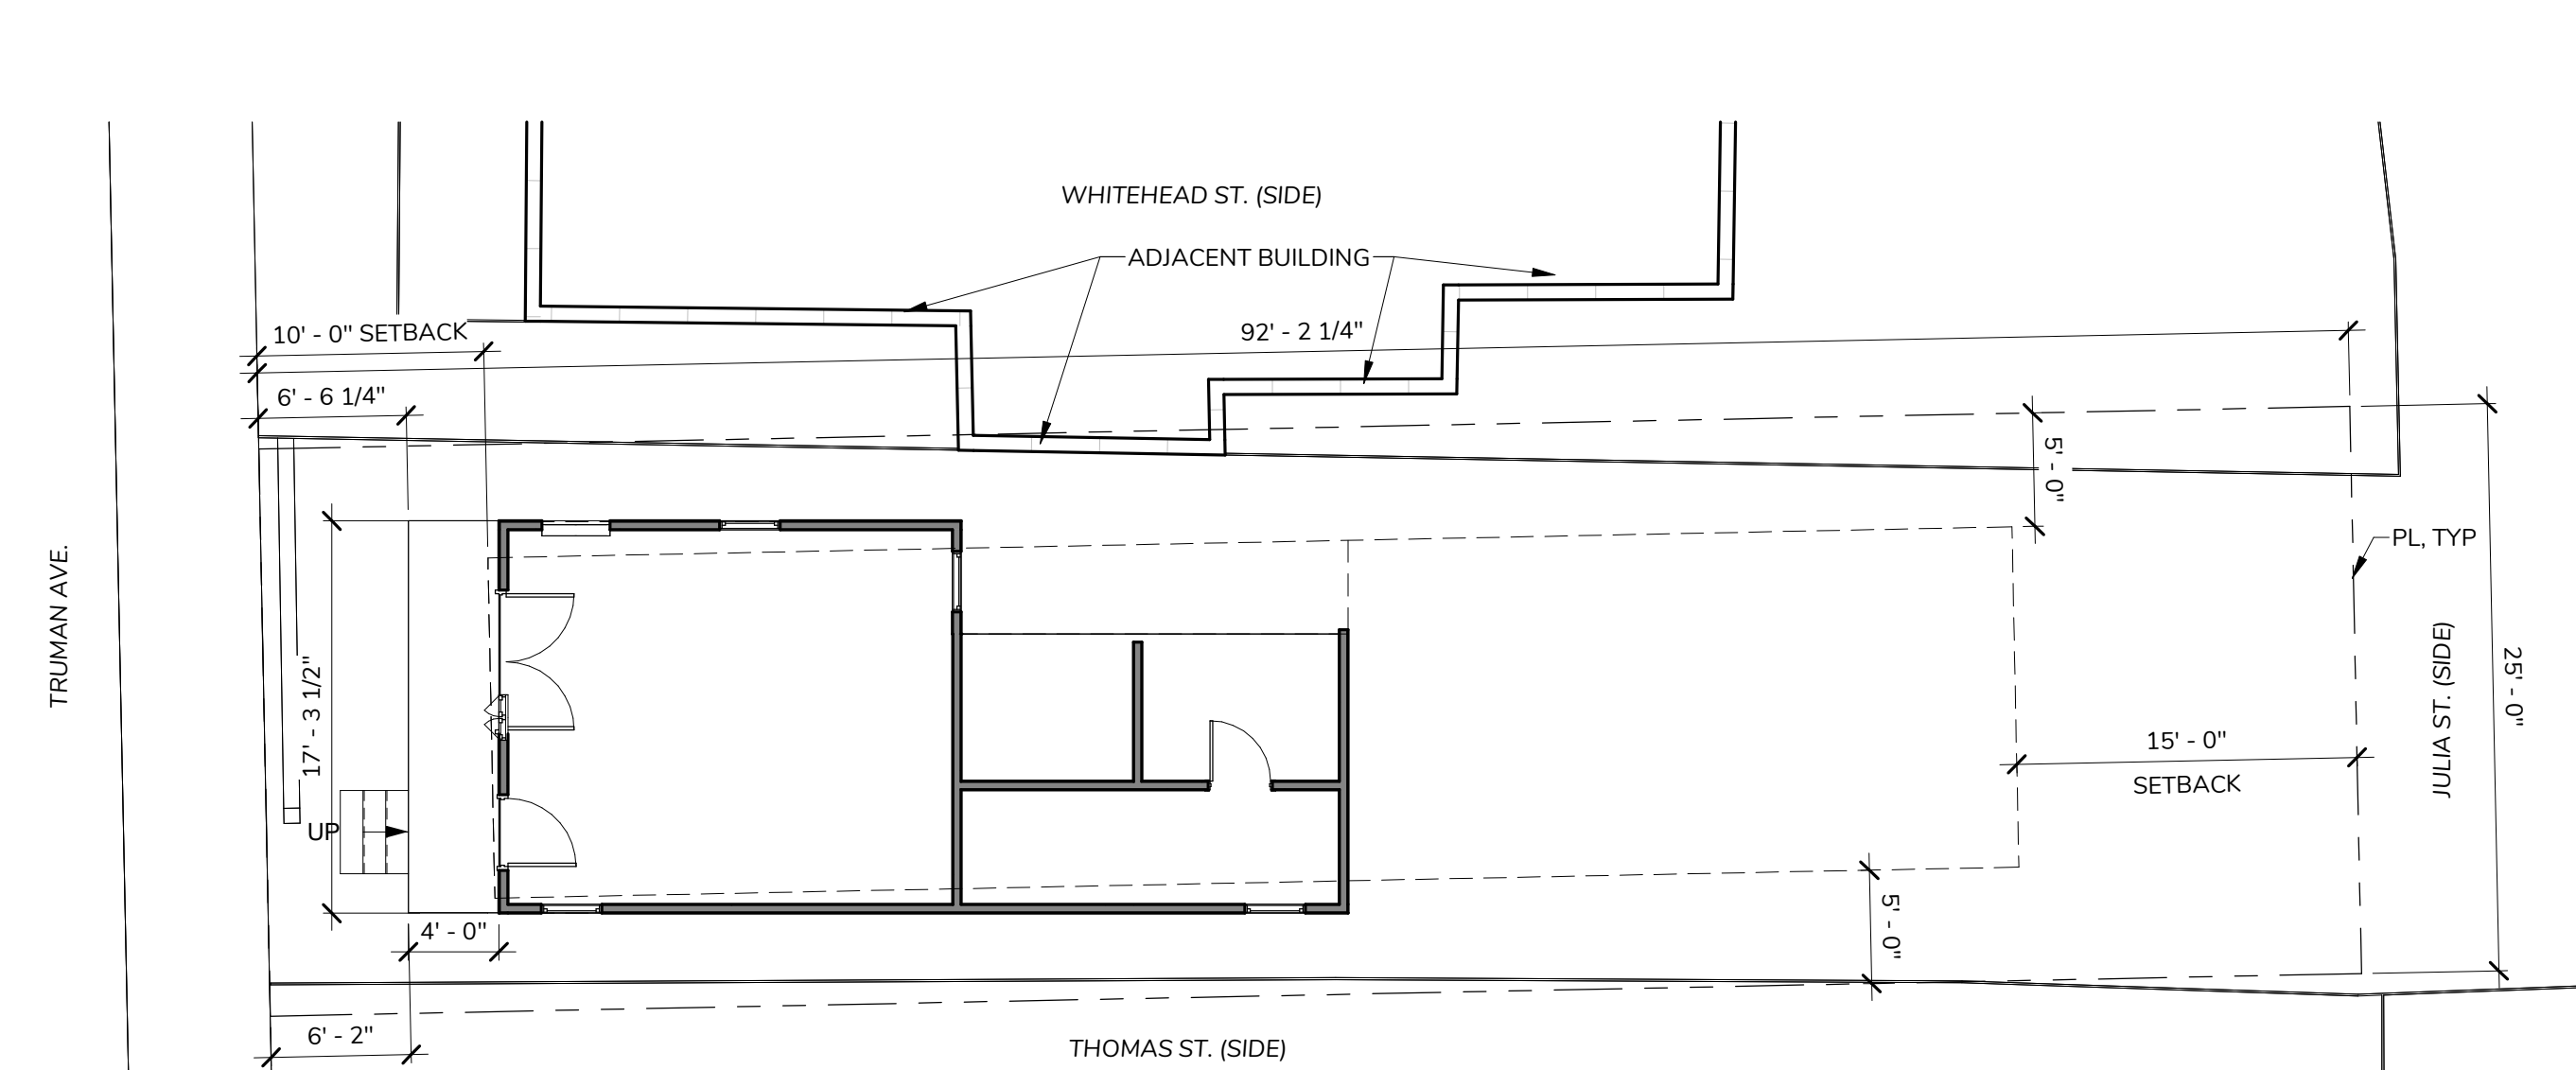 WHITEHEAD ST. (SIDE)
ADJACENT BUILDING
10' - 0" SETBACK
92' - 2 1/4"
6' - 6 1/4"
5' - 0"
PL, TYP
TRUMAN AVE.
17' - 3 1/2"
JULIA ST. (SIDE)
25' - 0"
15' - 0"
SETBACK
UP
4' - 0"
5' - 0"
6' - 2"
THOMAS ST. (SIDE)